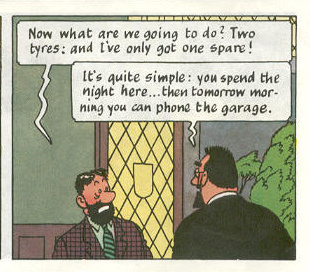 Now what are we going to do? Two
tyres: and I've only got one spare!
It's quite simple: you spend the
night here...then tomorrow mor-
ning you can phone the garage.